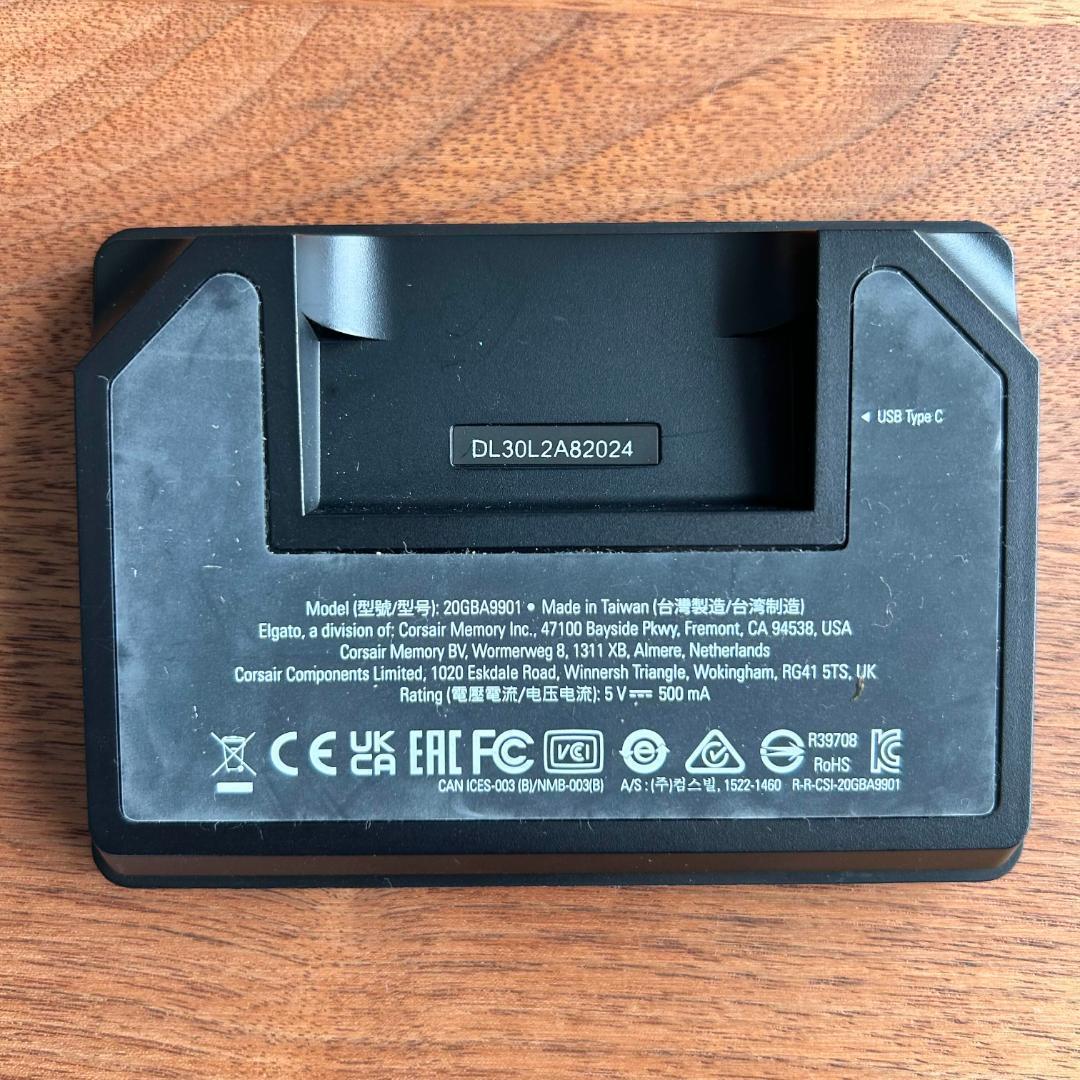 ◄ USB Type C
DL30L2A82024
Model (型號/型号): 20GBA9901 • Made in Taiwan (台灣製造/台湾制造)
Elgato, a division of: Corsair Memory Inc., 47100 Bayside Pkwy, Fremont, CA 94538, USA
Corsair Memory BV, Wormerweg 8, 1311 XB, Almere, Netherlands
Corsair Components Limited, 1020 Eskdale Road, Winnersh Triangle, Wokingham, RG41 5TS, UK
Rating (電壓電流/电压电流): 5 V⎓ 500 mA
CE UK CA EAC FC VCI e R39708 RoHS KC
CAN ICES-003 (B)/NMB-003(B) A/S : (주)컴스빌, 1522-1460 R-R-CSI-20GBA9901